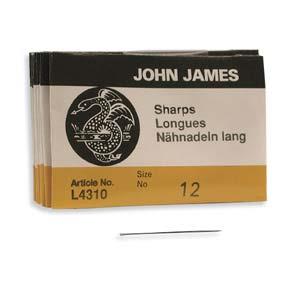 JOHN JAMES
Sharps
Longues
Nähnadeln lang
Article No.
L4310
Size
No
12